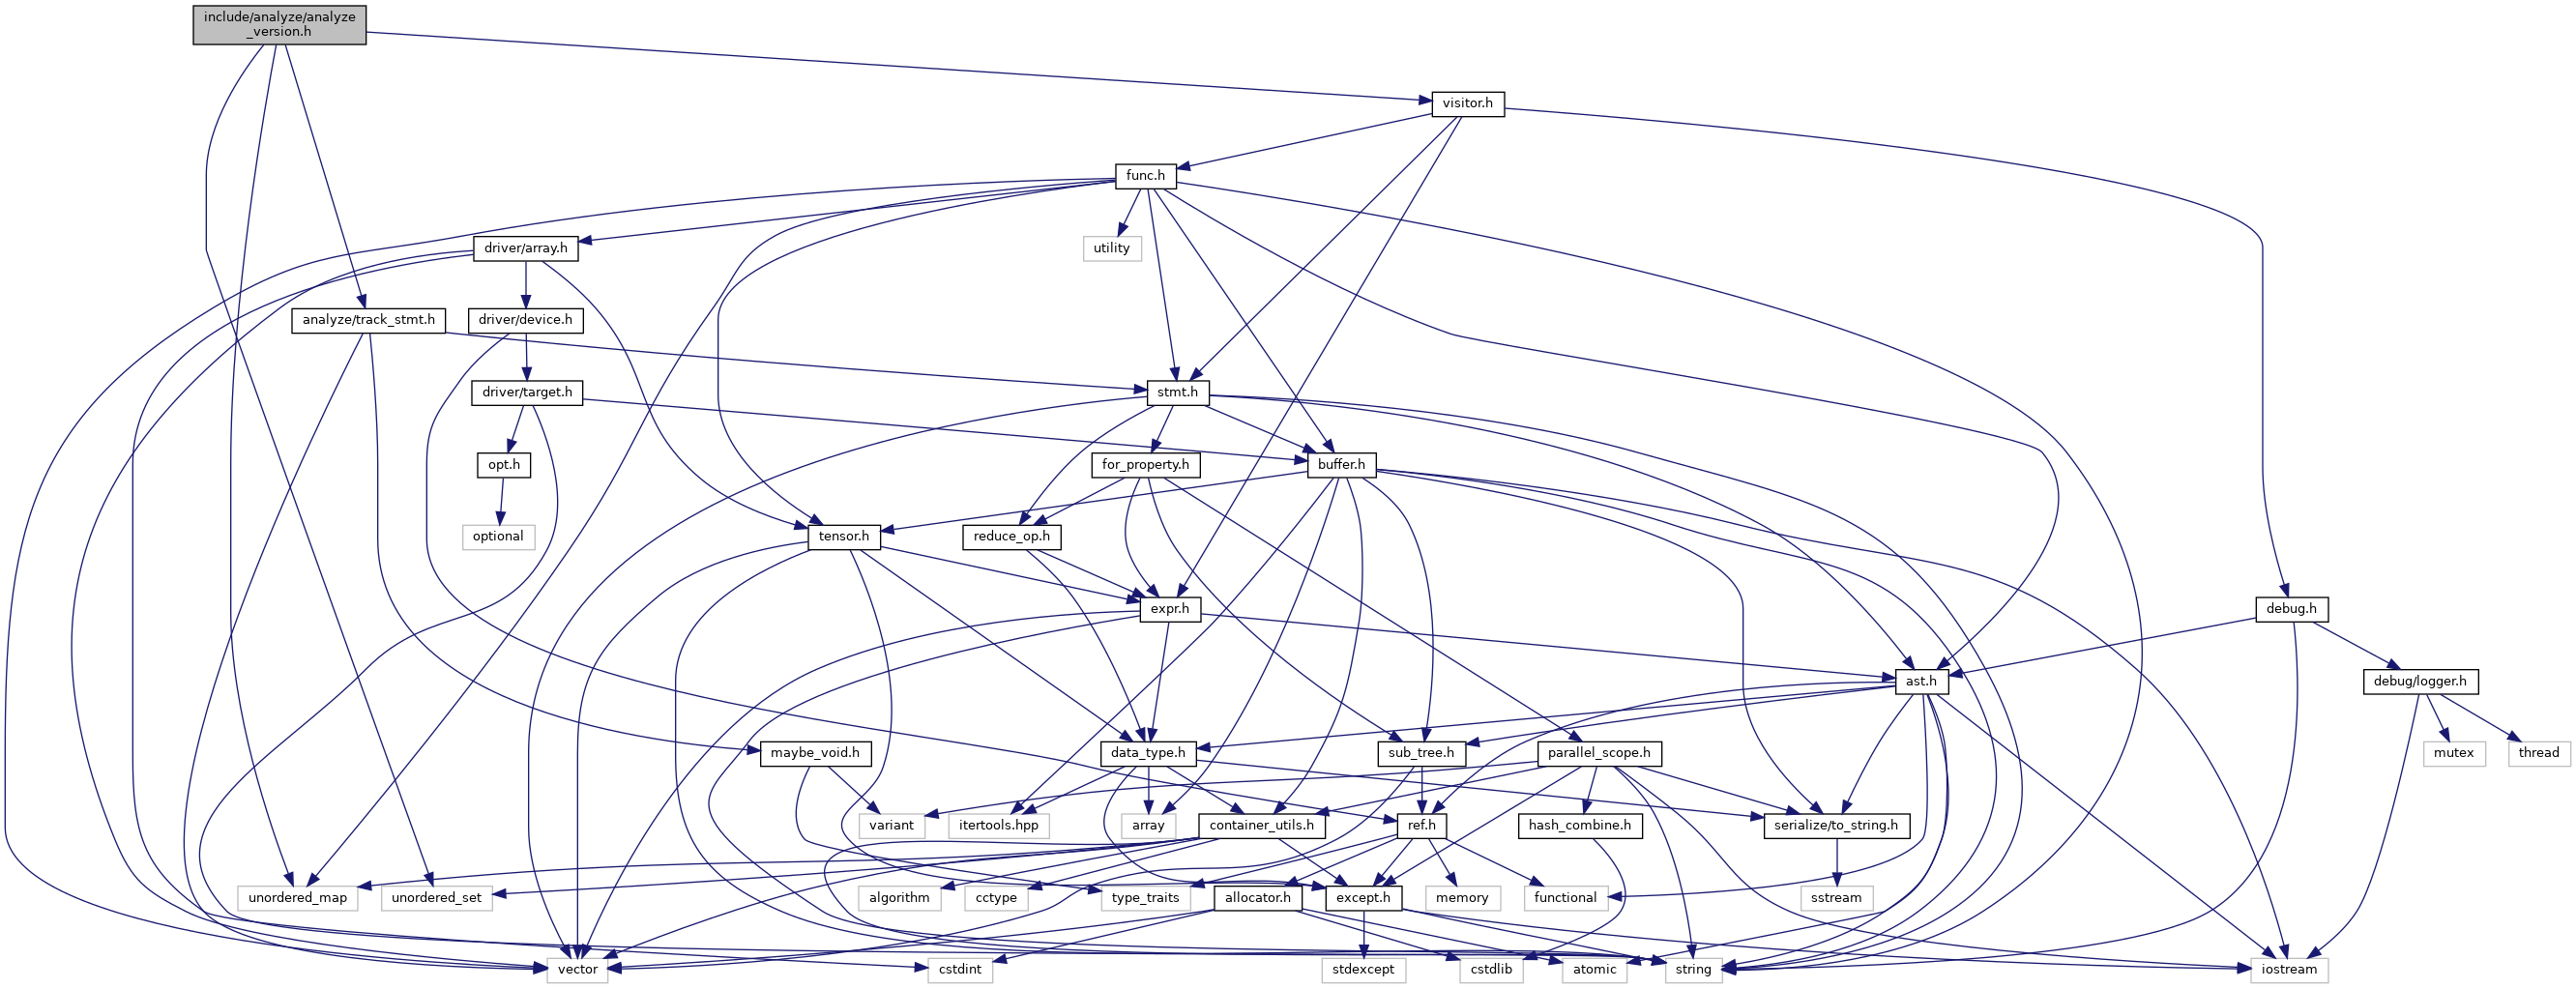 include/analyze/analyze
_version.h
visitor.h
func.h
driver/array.h
utility
analyze/track_stmt.h
driver/device.h
driver/target.h
stmt.h
opt.h
for_property.h
buffer.h
optional
tensor.h
reduce_op.h
expr.h
debug.h
ast.h
debug/logger.h
maybe_void.h
data_type.h
sub_tree.h
parallel_scope.h
mutex
thread
variant
itertools.hpp
array
container_utils.h
ref.h
hash_combine.h
serialize/to_string.h
unordered_map
unordered_set
algorithm
cctype
type_traits
allocator.h
except.h
memory
functional
sstream
vector
cstdint
stdexcept
cstdlib
atomic
string
iostream